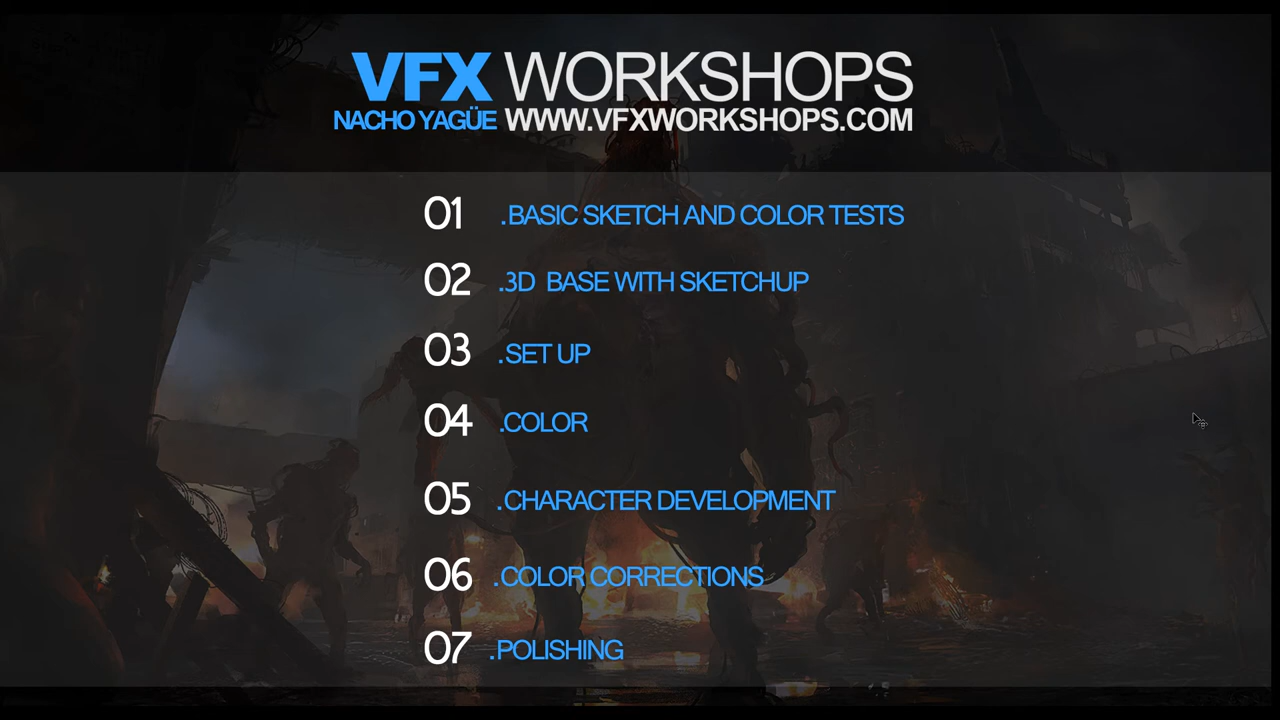 VFX WORKSHOPS
NACHO YAGÜE WWW.VFXWORKSHOPS.COM
01 .BASIC SKETCH AND COLOR TESTS
02 .3D BASE WITH SKETCHUP
03 .SET UP
04 .COLOR
05 .CHARACTER DEVELOPMENT
06 .COLOR CORRECTIONS
07 .POLISHING